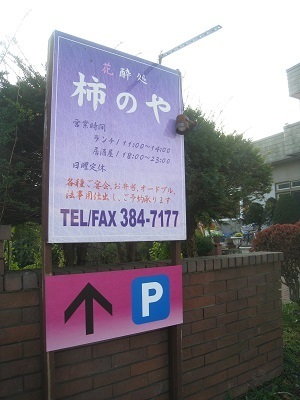 花酔処
柿のや
営業時間
ランチ/11:00〜14:00
居酒屋/18:00〜23:00
日曜定休
各種ご宴会、お弁当、オードブル、
法事用仕出し、ご予約承ります
TEL/FAX 384-7177
P